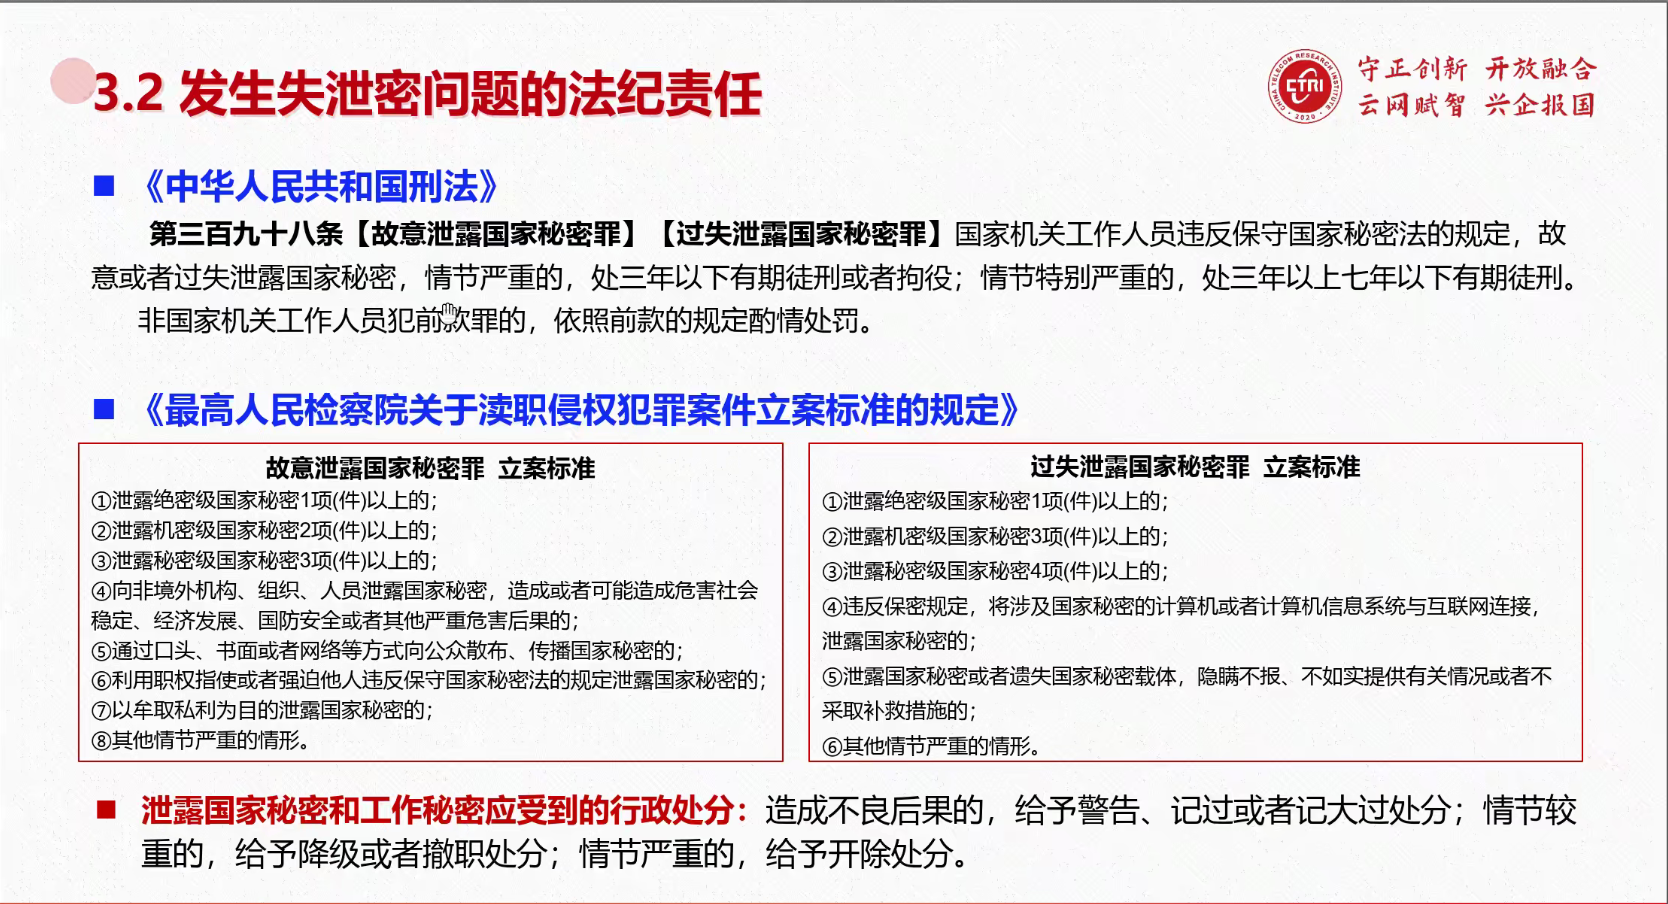 3.2 发生失泄密问题的法纪责任
CHINA TELECOM RESEARCH INSTITUTE
CTRI
2020
守正创新 开放融合
云网赋智 兴企报国
■ 《中华人民共和国刑法》
第三百九十八条【故意泄露国家秘密罪】【过失泄露国家秘密罪】国家机关工作人员违反保守国家秘密法的规定，故
意或者过失泄露国家秘密，情节严重的，处三年以下有期徒刑或者拘役；情节特别严重的，处三年以上七年以下有期徒刑。
非国家机关工作人员犯前款罪的，依照前款的规定酌情处罚。
■ 《最高人民检察院关于渎职侵权犯罪案件立案标准的规定》
故意泄露国家秘密罪 立案标准
①泄露绝密级国家秘密1项(件)以上的；
②泄露机密级国家秘密2项(件)以上的；
③泄露秘密级国家秘密3项(件)以上的；
④向非境外机构、组织、人员泄露国家秘密，造成或者可能造成危害社会
稳定、经济发展、国防安全或者其他严重危害后果的；
⑤通过口头、书面或者网络等方式向公众散布、传播国家秘密的；
⑥利用职权指使或者强迫他人违反保守国家秘密法的规定泄露国家秘密的；
⑦以牟取私利为目的泄露国家秘密的；
⑧其他情节严重的情形。
过失泄露国家秘密罪 立案标准
①泄露绝密级国家秘密1项(件)以上的；
②泄露机密级国家秘密3项(件)以上的；
③泄露秘密级国家秘密4项(件)以上的；
④违反保密规定，将涉及国家秘密的计算机或者计算机信息系统与互联网连接，
泄露国家秘密的；
⑤泄露国家秘密或者遗失国家秘密载体，隐瞒不报、不如实提供有关情况或者不
采取补救措施的；
⑥其他情节严重的情形。
■ 泄露国家秘密和工作秘密应受到的行政处分：造成不良后果的，给予警告、记过或者记大过处分；情节较
重的，给予降级或者撤职处分；情节严重的，给予开除处分。